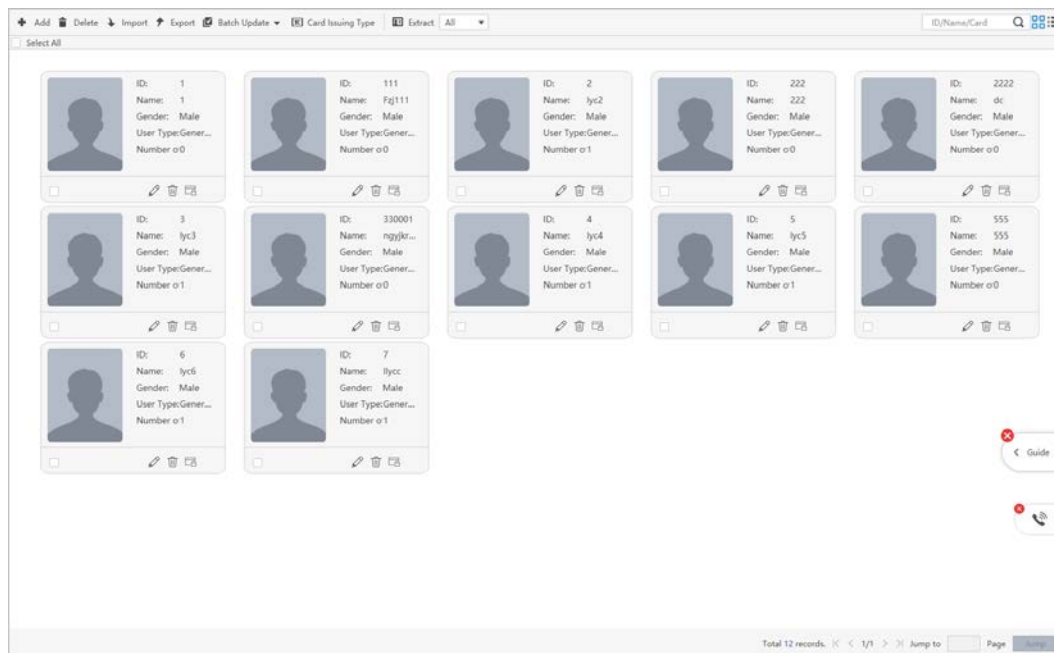 Add Delete Import Export Batch Update Card Issuing Type Extract All ID/Name/Card
Select All
ID: 1
Name: 1
Gender: Male
User Type:Gener...
Number o:0
ID: 111
Name: Fzj111
Gender: Male
User Type:Gener...
Number o:0
ID: 2
Name: lyc2
Gender: Male
User Type:Gener...
Number o:1
ID: 222
Name: 222
Gender: Male
User Type:Gener...
Number o:0
ID: 2222
Name: dc
Gender: Male
User Type:Gener...
Number o:0
ID: 3
Name: lyc3
Gender: Male
User Type:Gener...
Number o:1
ID: 330001
Name: ngyjkr...
Gender: Male
User Type:Gener...
Number o:0
ID: 4
Name: lyc4
Gender: Male
User Type:Gener...
Number o:1
ID: 5
Name: lyc5
Gender: Male
User Type:Gener...
Number o:1
ID: 555
Name: 555
Gender: Male
User Type:Gener...
Number o:0
ID: 6
Name: lyc6
Gender: Male
User Type:Gener...
Number o:1
ID: 7
Name: llycc
Gender: Male
User Type:Gener...
Number o:1
Guide
Total 12 records. 1/1 Jump to Page Jump